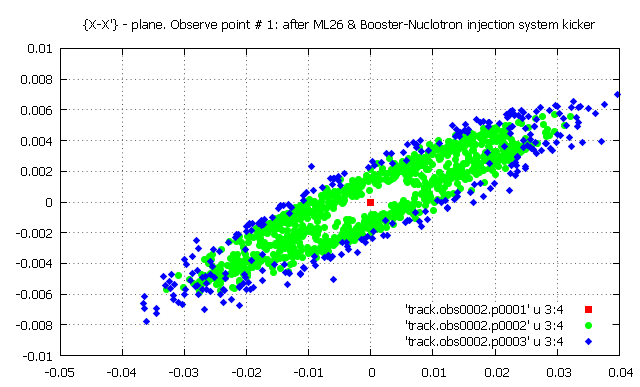 {X-X'} - plane. Observe point # 1: after ML26 & Booster-Nuclotron injection system kicker
0.01
0.008
0.006
0.004
0.002
0
-0.002
-0.004
-0.006
-0.008
-0.01
'track.obs0002.p0001' u 3:4
'track.obs0002.p0002' u 3:4
'track.obs0002.p0003' u 3:4
-0.05 -0.04 -0.03 -0.02 -0.01 0 0.01 0.02 0.03 0.04